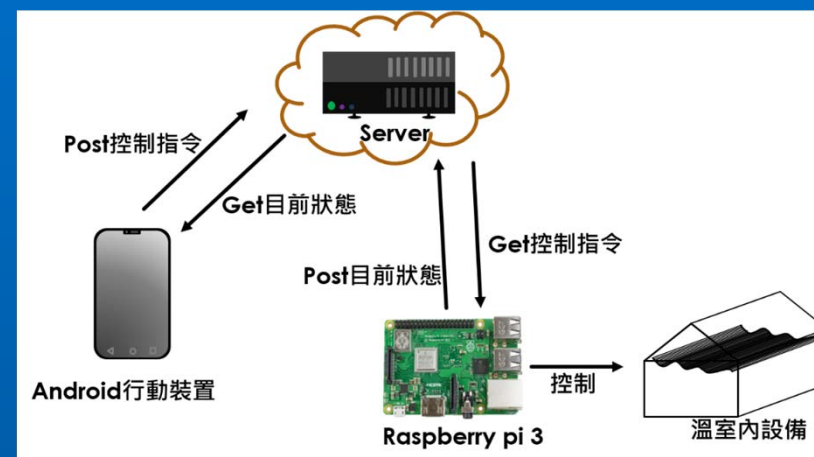 Server
Post控制指令
Get目前狀態
Get控制指令
Post目前狀態
Android行動裝置
控制
Raspberry pi 3
溫室內設備